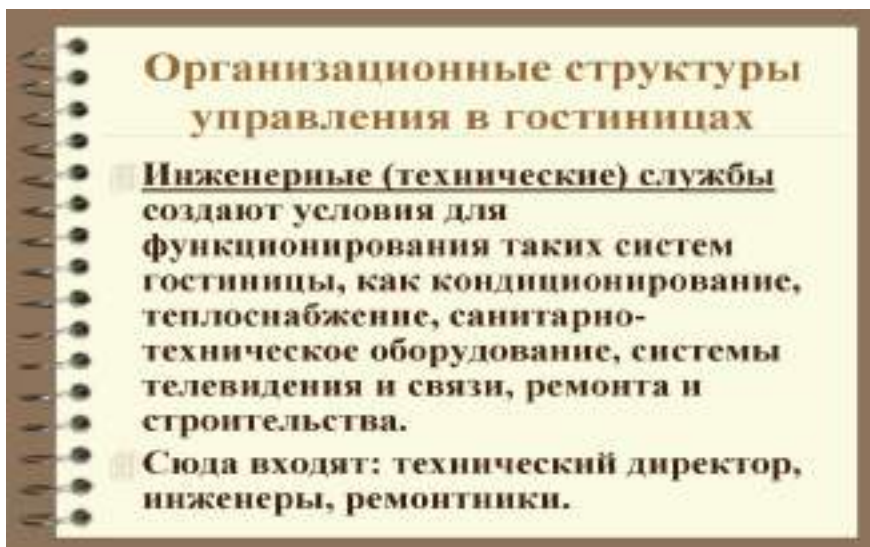 Организационные структуры
управления в гостиницах
Инженерные (технические) службы
создают условия для
функционирования таких систем
гостиницы, как кондиционирование,
теплоснабжение, санитарно-
техническое оборудование, системы
телевидения и связи, ремонта и
строительства.
Сюда входят: технический директор,
инженеры, ремонтники.